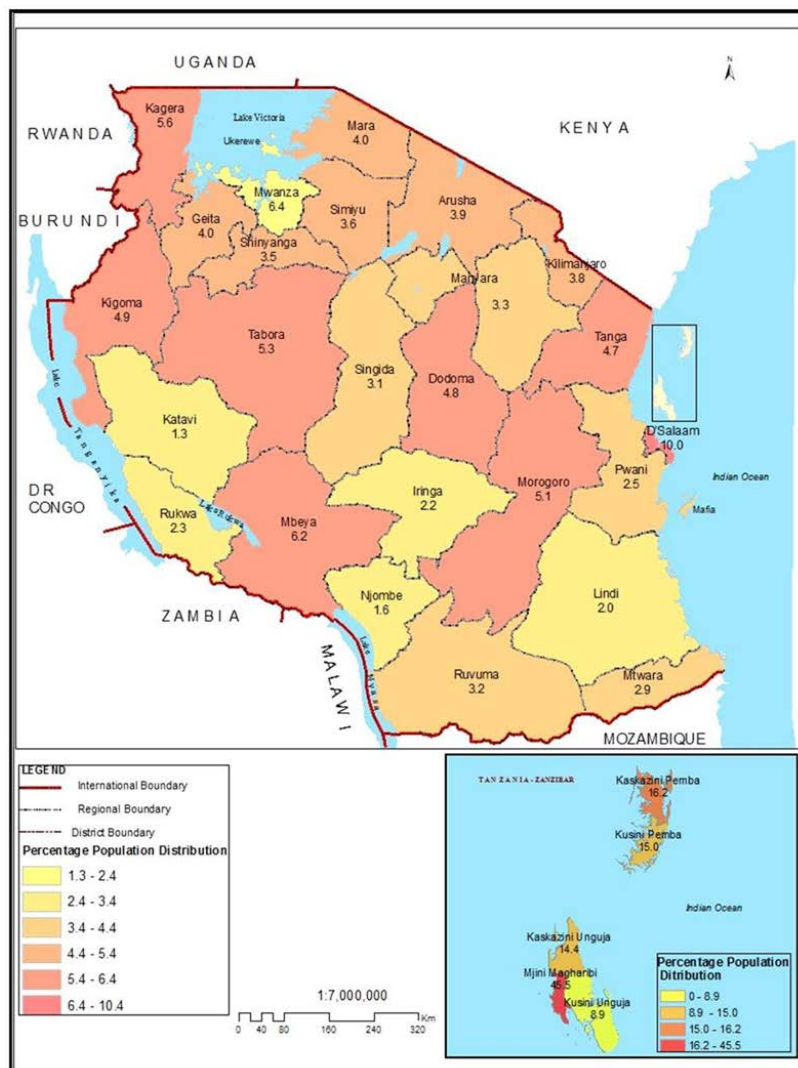 UGANDA
N
Kagera
5.6
Lake Victoria
Ukerewe
Mara
4.0
RWANDA
KENYA
Mwanza
6.4
Arusha
3.9
Simiyu
3.6
BURUNDI
Geita
4.0
Shinyanga
3.5
Kilimanjaro
3.8
Manyara
3.3
Kigoma
4.9
Tabora
5.3
Tanga
4.7
Singida
3.1
Dodoma
4.8
Lake Tanganyika
Katavi
1.3
D'Salaam
10.0
Pwani
2.5
Indian Ocean
Mafia
DR
CONGO
Rukwa
2.3
Lake Rukwa
Mbeya
6.2
Iringa
2.2
Morogoro
5.1
ZAMBIA
Njombe
1.6
Lindi
2.0
MALAWI
Lake Nyasa
Ruvuma
3.2
Mtwara
2.9
MOZAMBIQUE
LEGEND
International Boundary
Regional Boundary
District Boundary
Percentage Population Distribution
1.3 - 2.4
2.4 - 3.4
3.4 - 4.4
4.4 - 5.4
5.4 - 6.4
6.4 - 10.4
1:7,000,000
Km
0 40 80 160 240 320
TANZANIA - ZANZIBAR
Kaskazini Pemba
16.2
Kusini Pemba
15.0
Indian Ocean
Kaskazini Unguja
14.4
Mjini Magharibi
45.5
Kusini Unguja
8.9
Percentage Population
Ditribution
0 - 8.9
8.9 - 15.0
15.0 - 16.2
16.2 - 45.5